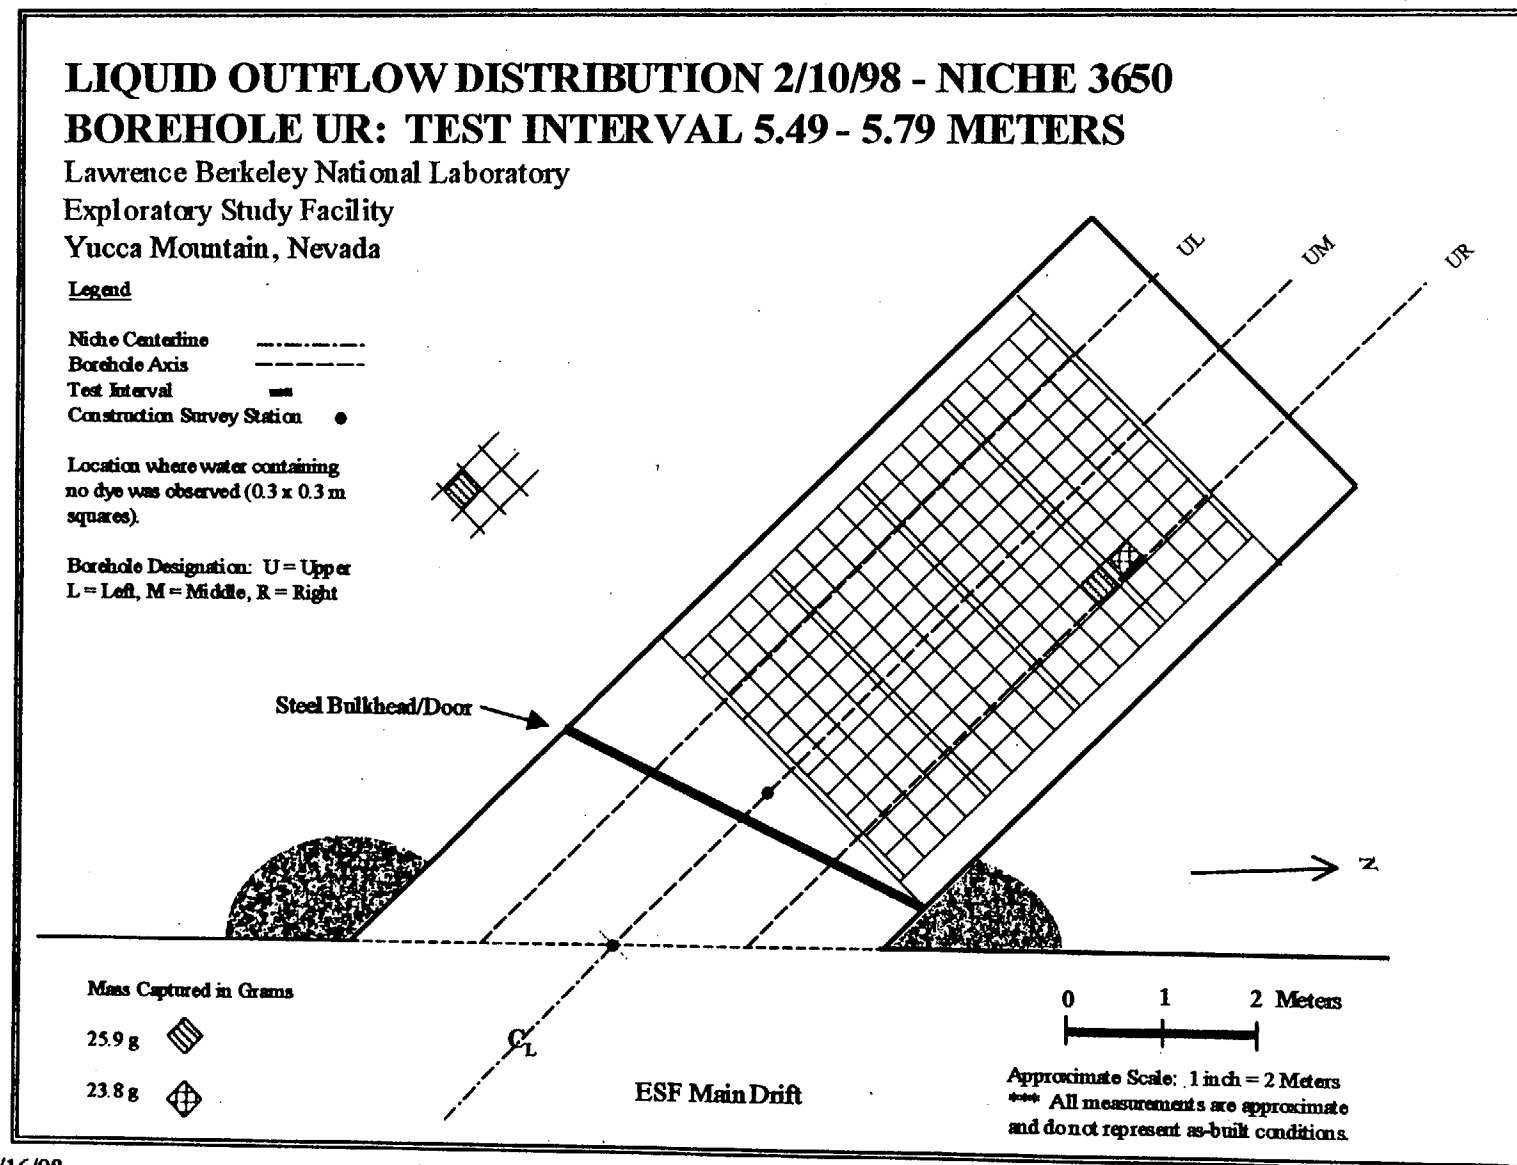 LIQUID OUTFLOW DISTRIBUTION 2/10/98 - NICHE 3650
BOREHOLE UR: TEST INTERVAL 5.49 - 5.79 METERS
Lawrence Berkeley National Laboratory
Exploratory Study Facility
Yucca Mountain, Nevada
Legend
Niche Centerline
Borehole Axis
Test Interval
Construction Survey Station
Location where water containing
no dye was observed (0.3 x 0.3 m
squares).
Borehole Designation: U = Upper
L = Left, M = Middle, R = Right
UL
UM
UR
Steel Bulkhead/Door
N
Mass Captured in Grams
25.9 g
23.8 g
CL
ESF Main Drift
0 1 2 Meters
Approximate Scale: 1 inch = 2 Meters
*** All measurements are approximate
and do not represent as-built conditions.